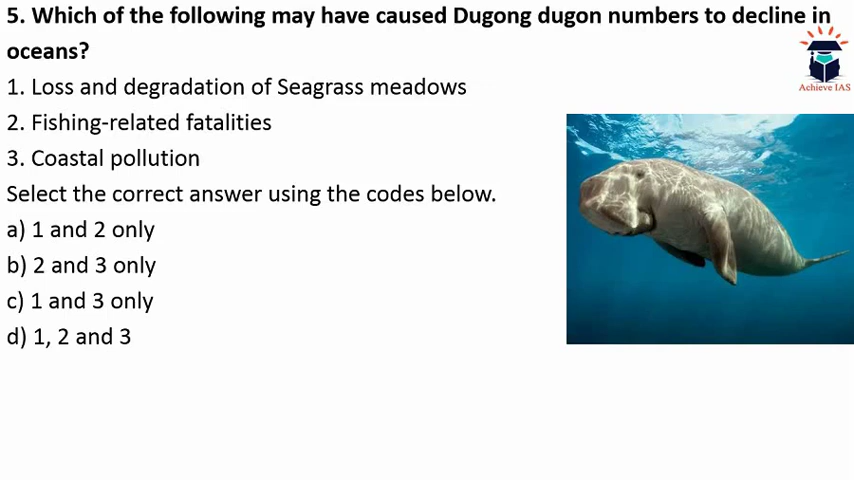 5. Which of the following may have caused Dugong dugon numbers to decline in
oceans?
Achieve IAS
1. Loss and degradation of Seagrass meadows
2. Fishing-related fatalities
3. Coastal pollution
Select the correct answer using the codes below.
a) 1 and 2 only
b) 2 and 3 only
c) 1 and 3 only
d) 1, 2 and 3